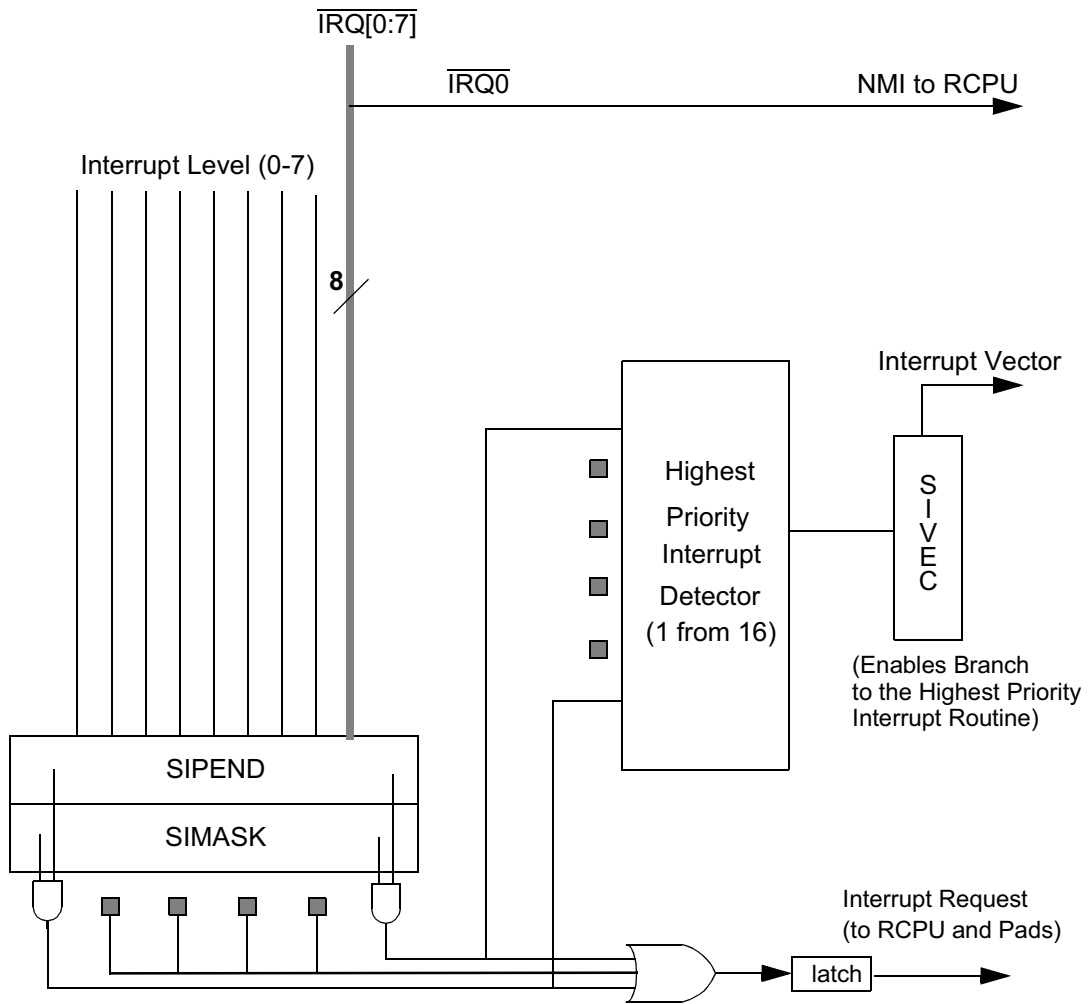 IRQ[0:7]
IRQ0
NMI to RCPU
Interrupt Level (0-7)
8
Interrupt Vector
Highest
Priority
Interrupt
Detector
(1 from 16)
S
I
V
E
C
(Enables Branch
to the Highest Priority
Interrupt Routine)
SIPEND
SIMASK
Interrupt Request
(to RCPU and Pads)
latch